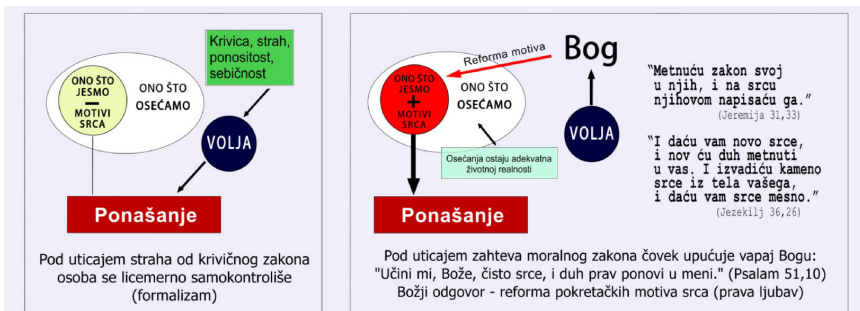 Krivica, strah,
ponositost,
sebičnost
ONO ŠTO
JESMO
MOTIVI
SRCA
ONO ŠTO
OSEĆAMO
VOLJA
Ponašanje
Pod uticajem straha od krivičnog zakona
osoba se licemerno samokontroliše
(formalizam)
Reforma
motiva
Bog
ONO ŠTO
JESMO
+
MOTIVI
SRCA
ONO ŠTO
OSEĆAMO
VOLJA
Osećanja ostaju adekvatna
životnoj realnosti
Ponašanje
"Metnuću zakon svoj
u njih, i na srcu
njihovom napisaću ga."
(Jeremija 31,33)
"I daću vam novo srce,
i nov ću duh metnuti
u vas. I izvadiću kameno
srce iz tela vašega,
i daću vam srce mesno."
(Jezekilj 36,26)
Pod uticajem zahteva moralnog zakona čovek upućuje vapaj Bogu:
"Učini mi, Bože, čisto srce, i duh prav ponovi u meni." (Psalam 51,10)
Božji odgovor - reforma pokretačkih motiva srca (prava ljubav)